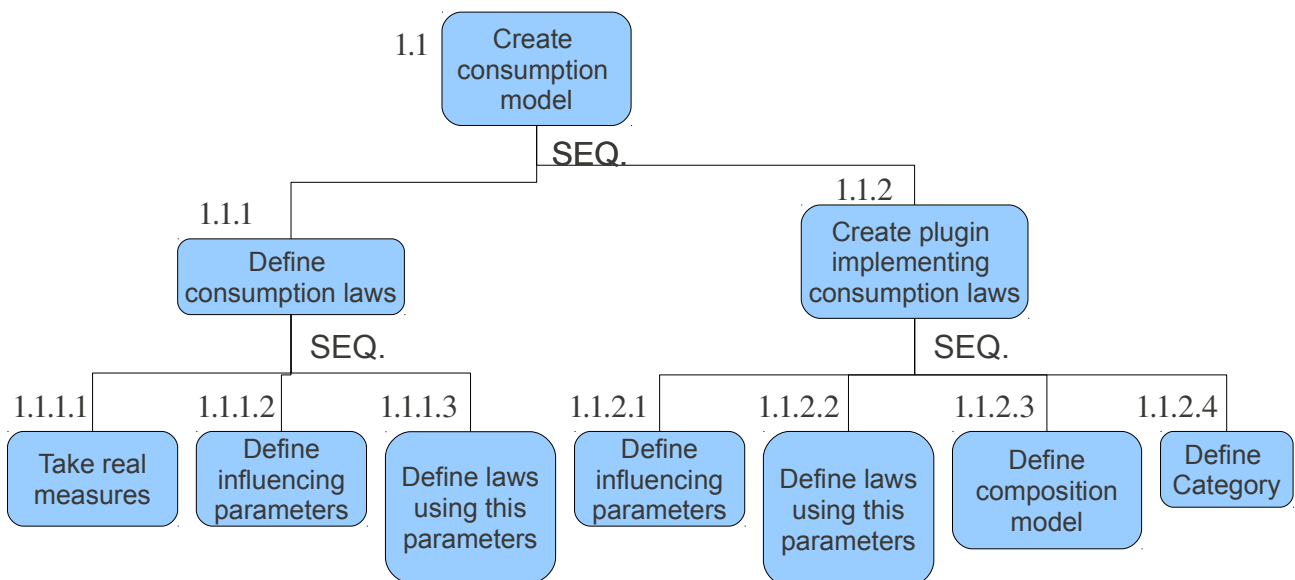 1.1
Create
consumption
model
SEQ.
1.1.1
Define
consumption laws
1.1.2
Create plugin
implementing
consumption laws
SEQ.
SEQ.
1.1.1.1
Take real
measures
1.1.1.2
Define
influencing
parameters
1.1.1.3
Define laws
using this
parameters
1.1.2.1
Define
influencing
parameters
1.1.2.2
Define laws
using this
parameters
1.1.2.3
Define
composition
model
1.1.2.4
Define
Category